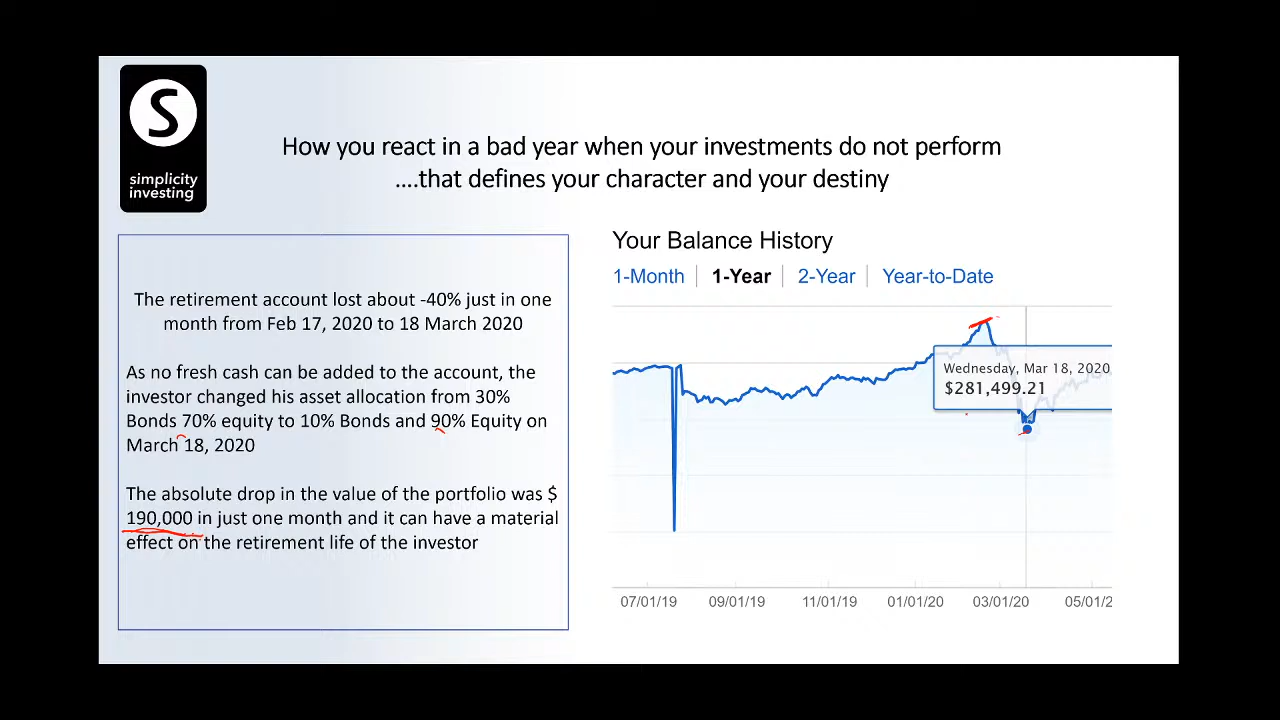 S
simplicity
investing
How you react in a bad year when your investments do not perform
....that defines your character and your destiny
The retirement account lost about -40% just in one
month from Feb 17, 2020 to 18 March 2020
As no fresh cash can be added to the account, the
investor changed his asset allocation from 30%
Bonds 70% equity to 10% Bonds and 90% Equity on
March 18, 2020
The absolute drop in the value of the portfolio was $
190,000 in just one month and it can have a material
effect on the retirement life of the investor
Your Balance History
1-Month 1-Year 2-Year Year-to-Date
Wednesday, Mar 18, 2020
$281,499.21
07/01/19 09/01/19 11/01/19 01/01/20 03/01/20 05/01/2